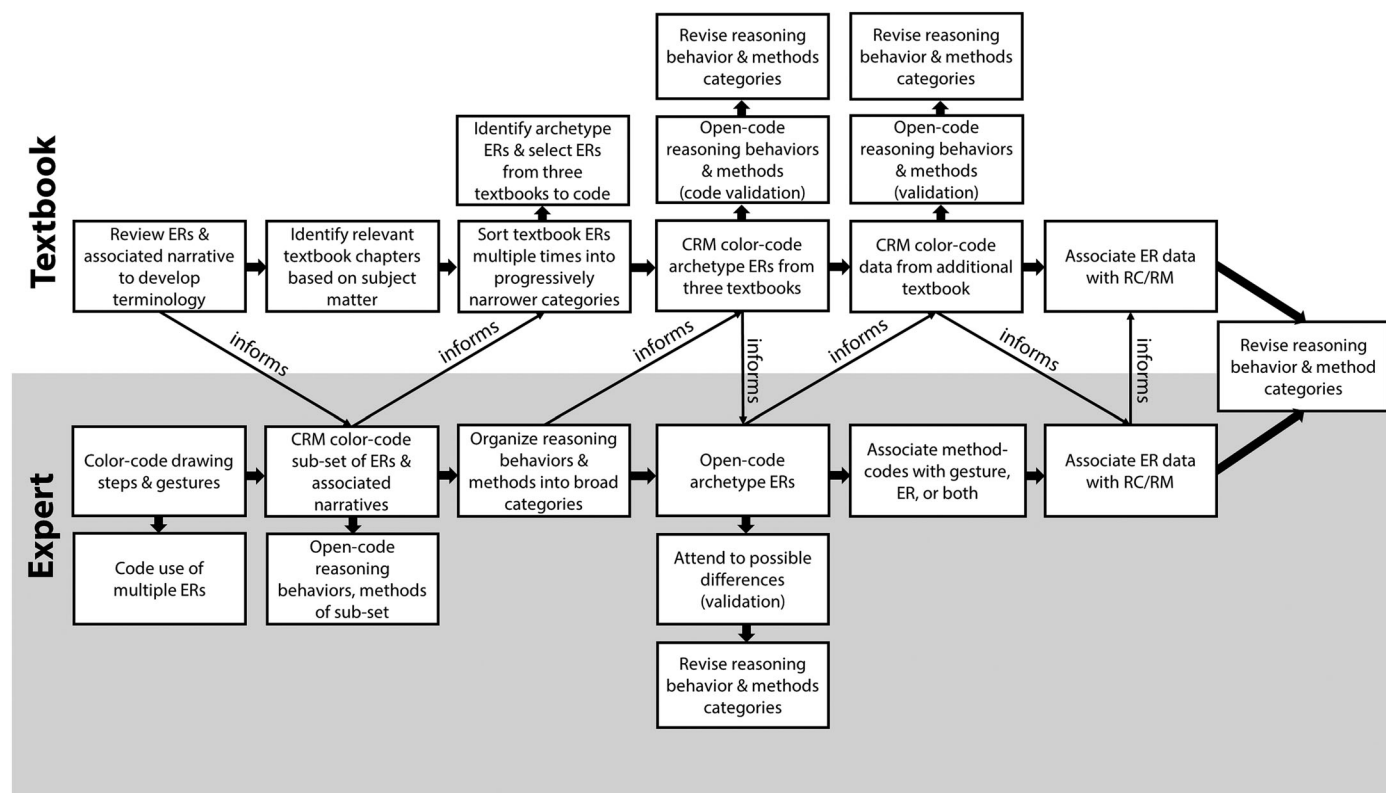 Revise reasoning
behavior & methods
categories
Revise reasoning
behavior & methods
categories
Identify archetype
ERs & select ERs
from three
textbooks to code
Open-code
reasoning behaviors
& methods
(code validation)
Open-code
reasoning behaviors
& methods
(validation)
Textbook
Review ERs &
associated narrative
to develop
terminology
Identify relevant
textbook chapters
based on subject
matter
Sort textbook ERs
multiple times into
progressively
narrower categories
CRM color-code
archetype ERs from
three textbooks
CRM color-code
data from additional
textbook
Associate ER data
with RC/RM
informs
informs
informs
informs
informs
informs
informs
Revise reasoning
behavior & method
categories
Expert
Color-code drawing
steps & gestures
CRM color-code
sub-set of ERs &
associated
narratives
Organize reasoning
behaviors &
methods into broad
categories
Open-code
archetype ERs
Associate method-
codes with gesture,
ER, or both
Associate ER data
with RC/RM
Code use of
multiple ERs
Open-code
reasoning
behaviors, methods
of sub-set
Attend to possible
differences
(validation)
Revise reasoning
behavior & methods
categories